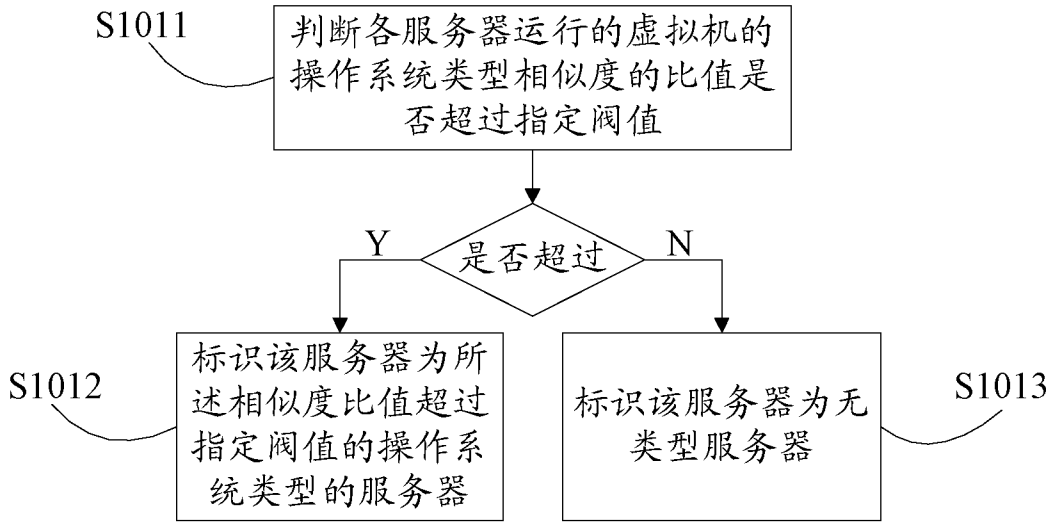 S1011
判断各服务器运行的虚拟机的
操作系统类型相似度的比值是
否超过指定阀值
Y
是否超过
N
S1012
标识该服务器为所
述相似度比值超过
指定阀值的操作系
统类型的服务器
标识该服务器为无
类型服务器
S1013